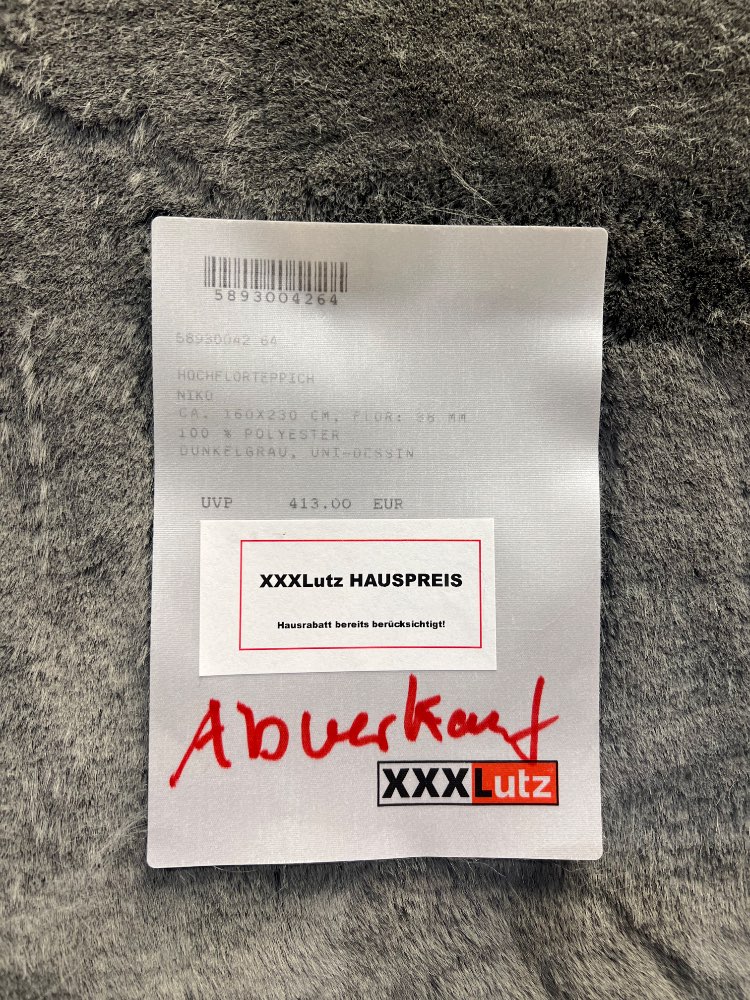 5893004264
58930042 64
HOCHFLORTEPPICH
NIKO
CA. 160X230 CM, FLOR: MM
100 % POLYESTER
DUNKELGRAU, UNI-DESSIN
UVP 413.00 EUR
XXXLutz HAUSPREIS
Hausrabatt bereits berücksichtigt!
Abverkauf
XXXLutz